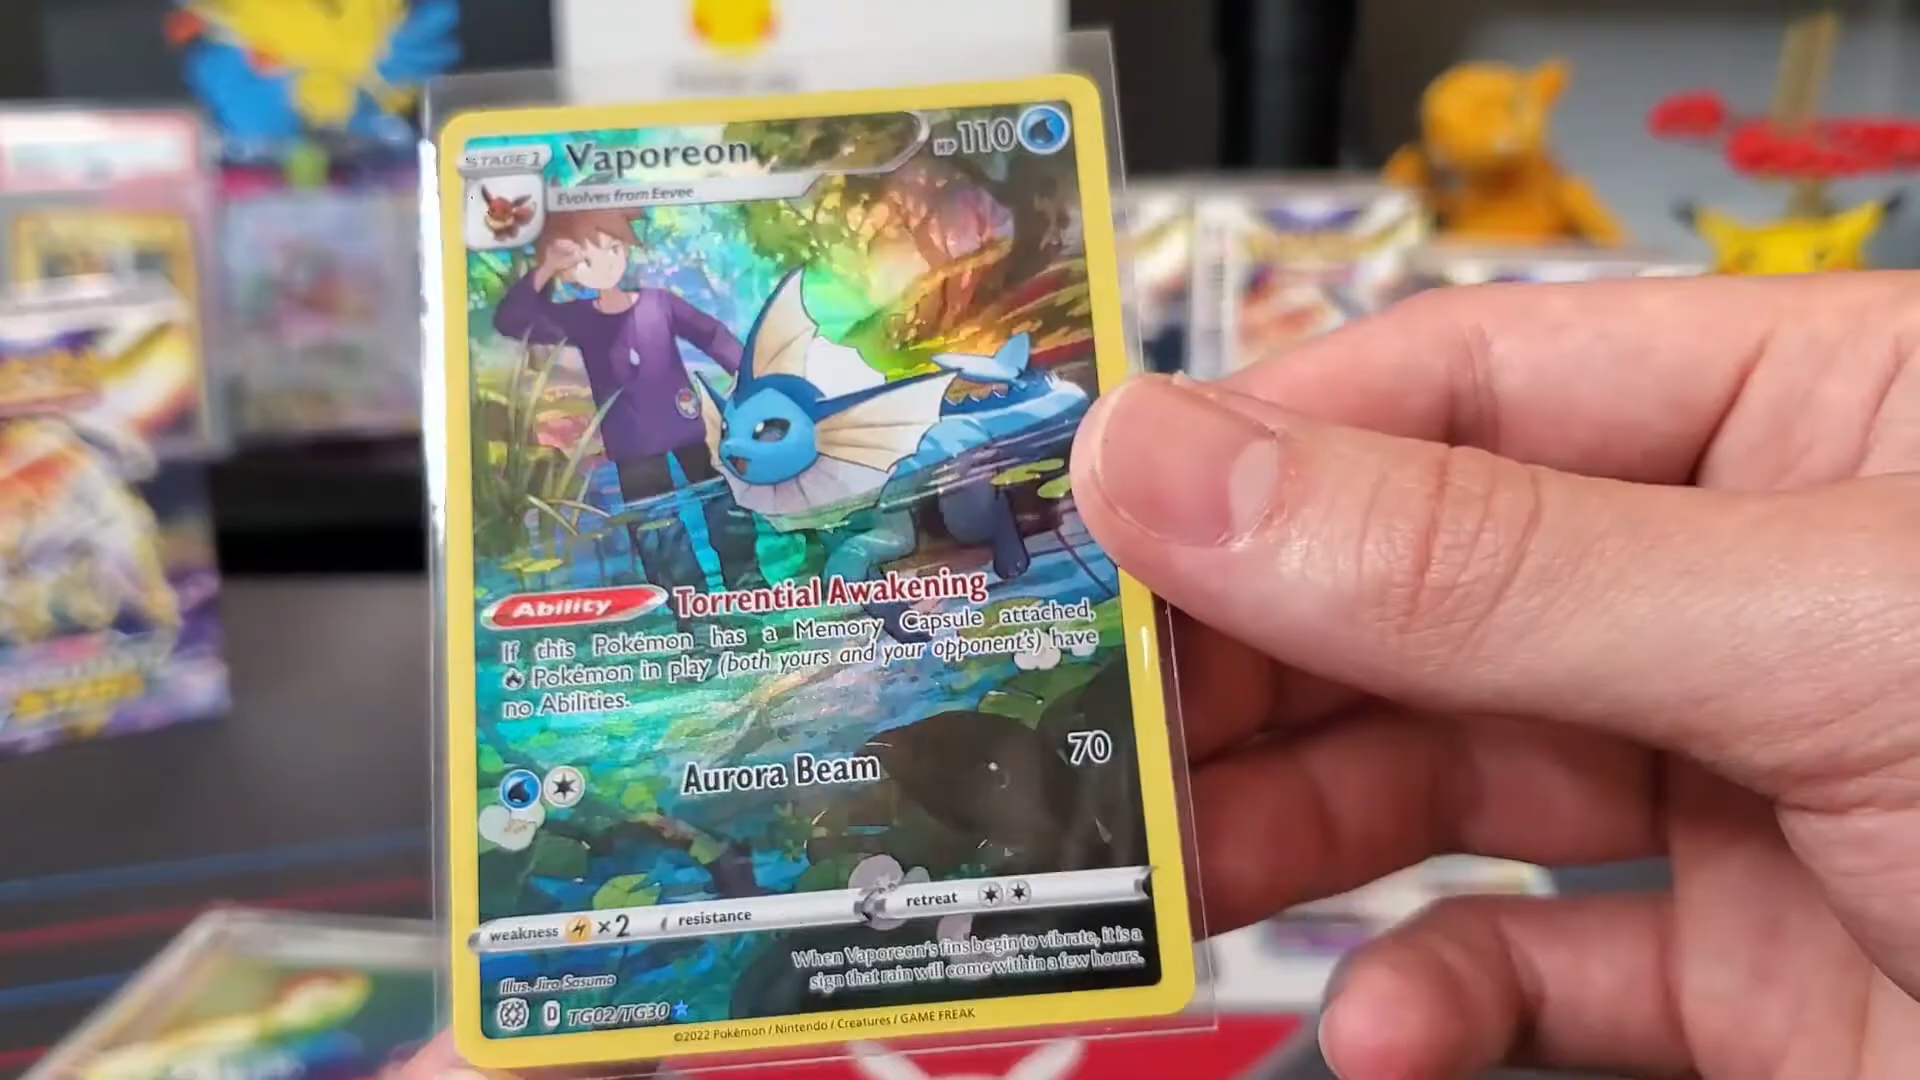 STAGE 1
Vaporeon
HP 110
Evolves from Eevee
Ability
Torrential Awakening
If this Pokémon has a Memory Capsule attached,
Pokémon in play (both yours and your opponent's) have
no Abilities.
Aurora Beam
70
weakness ×2 resistance
retreat
When Vaporeon's fins begin to vibrate, it is a
sign that rain will come within a few hours.
Illus. Jiro Sasumo
D TG02/TG30
©2022 Pokémon / Nintendo / Creatures / GAME FREAK